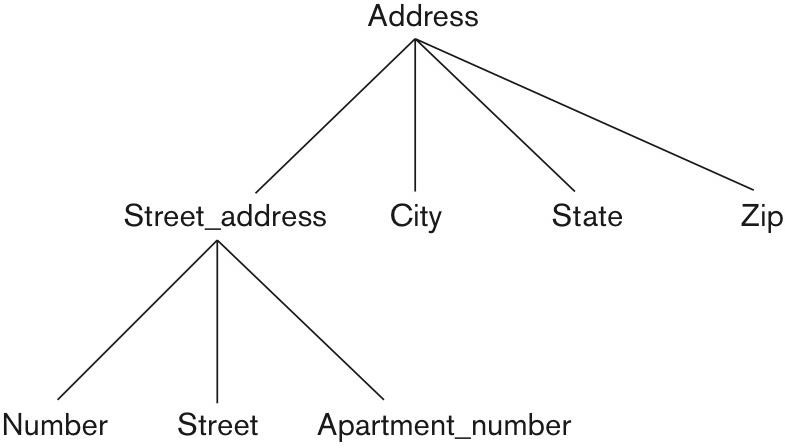 Address
Street_address City State Zip
Number Street Apartment_number